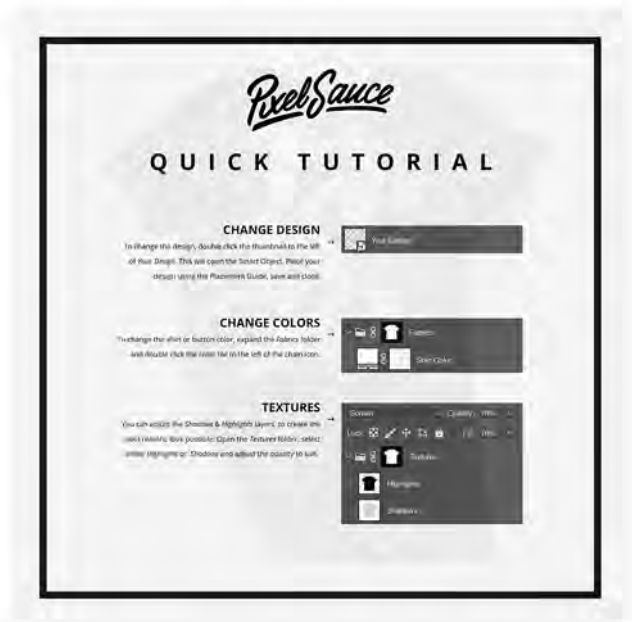 PixelSauce
QUICK TUTORIAL
CHANGE DESIGN
To change the design, double click the thumbnail to the left
of Your Design. This will open the Smart Object. Place your
design using the Placement Guide, save and close.
Your Design
CHANGE COLORS
To change the shirt or button color, expand the Fabrics folder
and double click the color tile to the left of the chain icon.
Fabrics
Shirt Color
TEXTURES
You can adjust the Shadows & Highlights layers, to create the
most realistic look possible. Open the Textures folder, select
either Highlights or Shadows and adjust the opacity to suit.
Screen
Opacity:
Lock:
Fill:
Textures
Highlights
Shadows